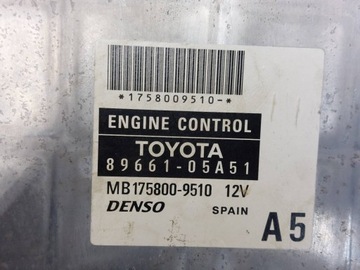 *1758009510-*
ENGINE CONTROL
TOYOTA
89661-05A51
MB175800-9510 12V
DENSO SPAIN A5